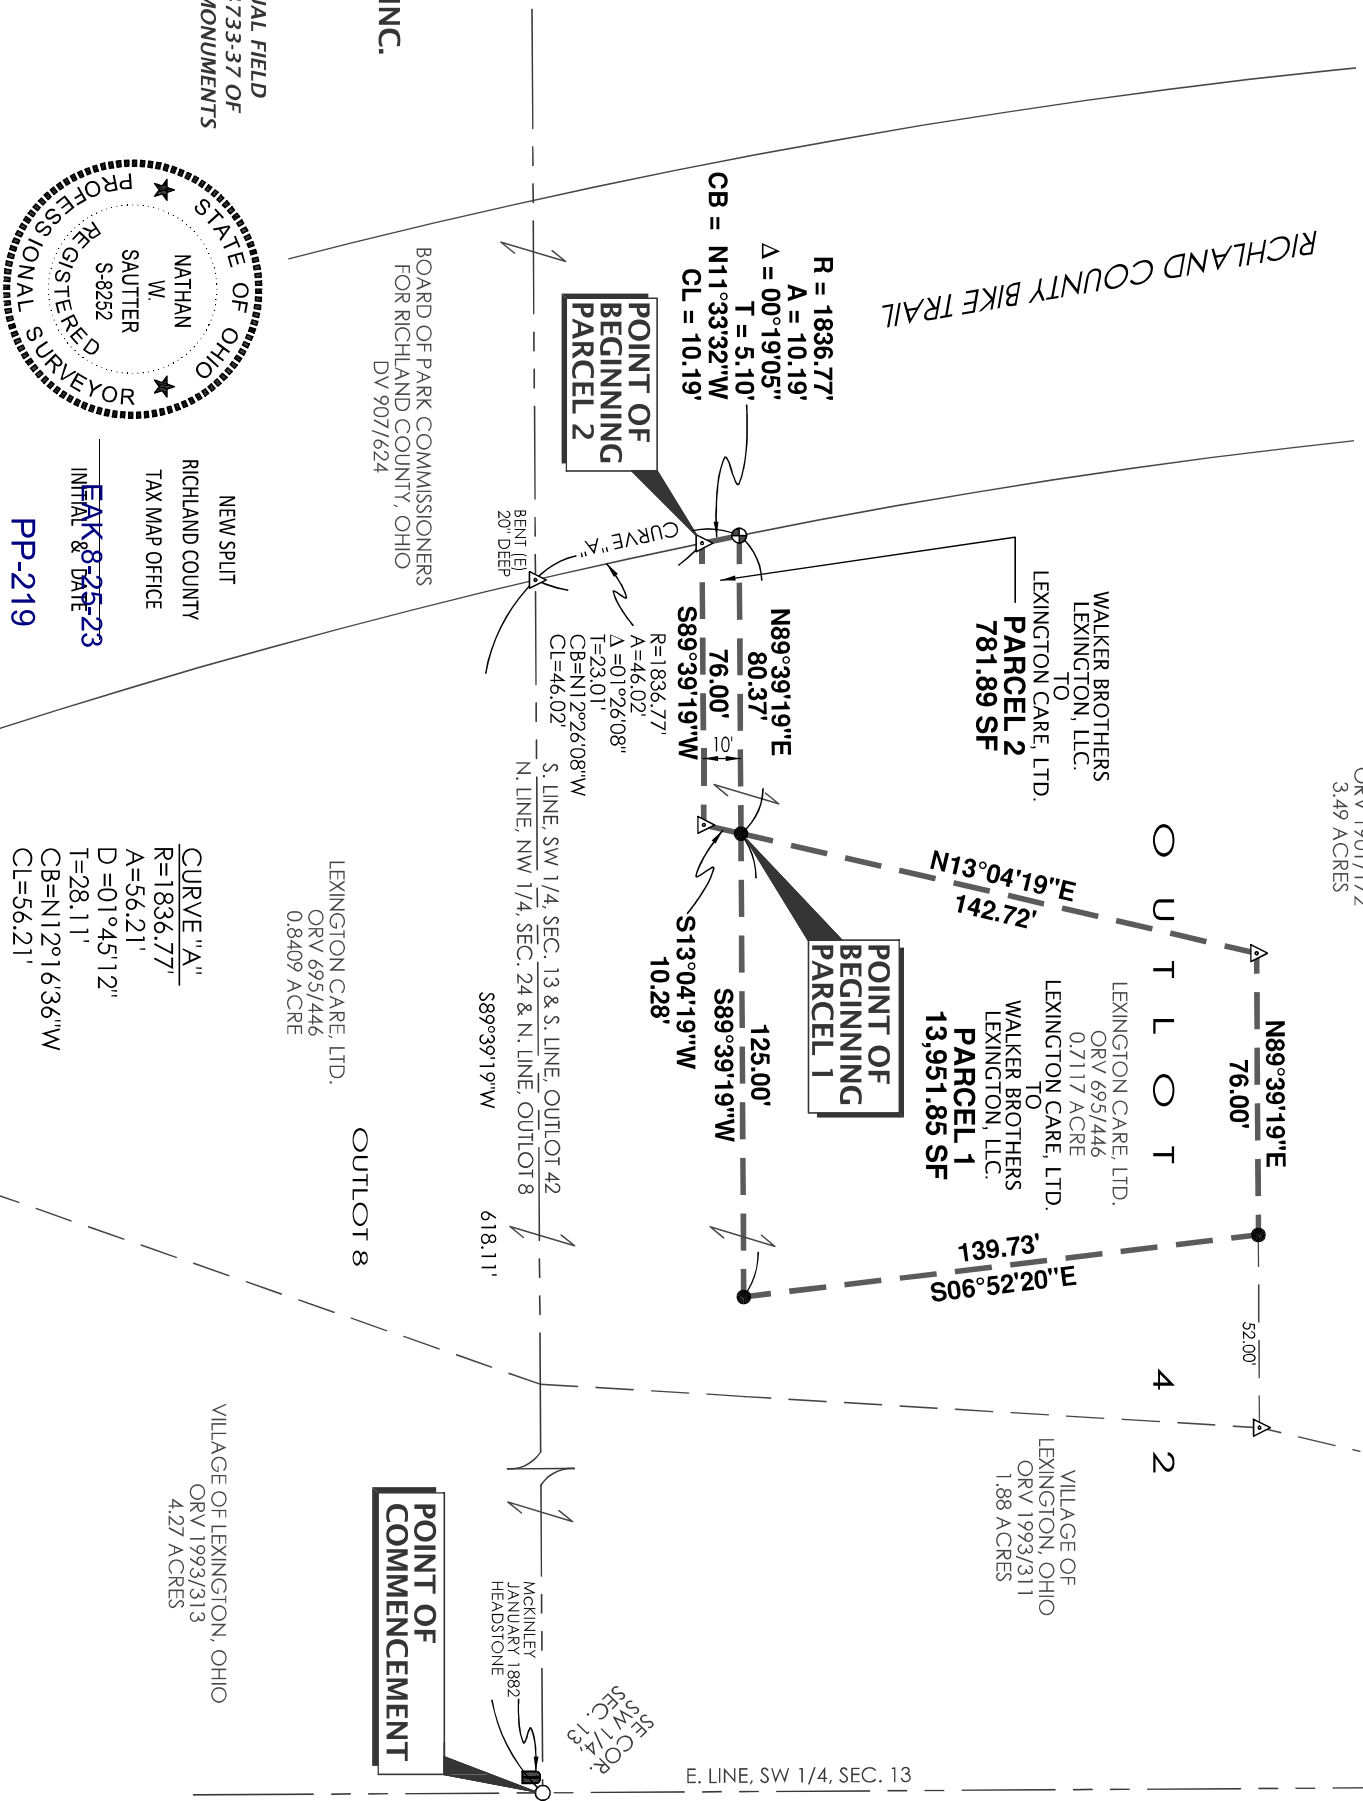 ORV 1901/172
3.49 ACRES
RICHLAND COUNTY BIKE TRAIL
WALKER BROTHERS
LEXINGTON, LLC.
TO
LEXINGTON CARE, LTD.
PARCEL 2
781.89 SF
O U T L O T 4 2
N89°39'19"E
76.00'
52.00'
LEXINGTON CARE, LTD.
ORV 695/446
0.7117 ACRE
LEXINGTON CARE, LTD.
TO
WALKER BROTHERS
LEXINGTON, LLC.
PARCEL 1
13,951.85 SF
N13°04'19"E
142.72'
139.73'
S06°52'20"E
VILLAGE OF
LEXINGTON, OHIO
ORV 1993/311
1.88 ACRES
POINT OF
BEGINNING
PARCEL 1
R = 1836.77'
A = 10.19'
Δ = 00°19'05"
T = 5.10'
CB = N11°33'32"W
CL = 10.19'
N89°39'19"E
80.37'
76.00'
S89°39'19"W
10'
125.00'
S89°39'19"W
S13°04'19"W
10.28'
POINT OF
BEGINNING
PARCEL 2
CURVE "A"
R=1836.77'
A=46.02'
Δ =01°26'08"
T=23.01'
CB=N12°26'08"W
CL=46.02'
BENT (E)
20" DEEP
S. LINE, SW 1/4, SEC. 13 & S. LINE, OUTLOT 42
N. LINE, NW 1/4, SEC. 24 & N. LINE, OUTLOT 8
S89°39'19"W 618.11'
E. LINE, SW 1/4, SEC. 13
SE COR.
SW 1/4,
SEC. 13
McKINLEY
JANUARY 1882
HEADSTONE
POINT OF
COMMENCEMENT
BOARD OF PARK COMMISSIONERS
FOR RICHLAND COUNTY, OHIO
DV 907/624
OUTLOT 8
LEXINGTON CARE, LTD.
ORV 695/446
0.8409 ACRE
VILLAGE OF LEXINGTON, OHIO
ORV 1993/313
4.27 ACRES
CURVE "A"
R=1836.77'
A=56.21'
D =01°45'12"
T=28.11'
CB=N12°16'36"W
CL=56.21'
INC.
UAL FIELD
4733-37 OF
MONUMENTS
STATE OF OHIO
NATHAN
W.
SAUTTER
S-8252
REGISTERED
PROFESSIONAL SURVEYOR
NEW SPLIT
RICHLAND COUNTY
TAX MAP OFFICE
EAK 8-25-23
INITIAL & DATE
PP-219